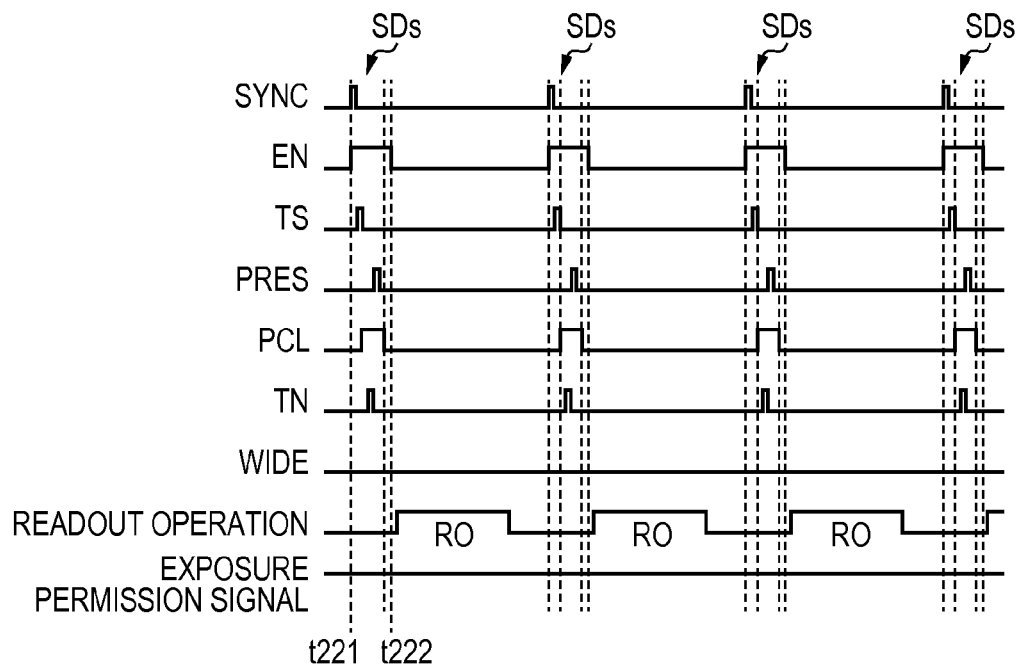 SDs SDs SDs SDs
SYNC
EN
TS
PRES
PCL
TN
WIDE
READOUT OPERATION
RO RO RO
EXPOSURE
PERMISSION SIGNAL
t221 t222